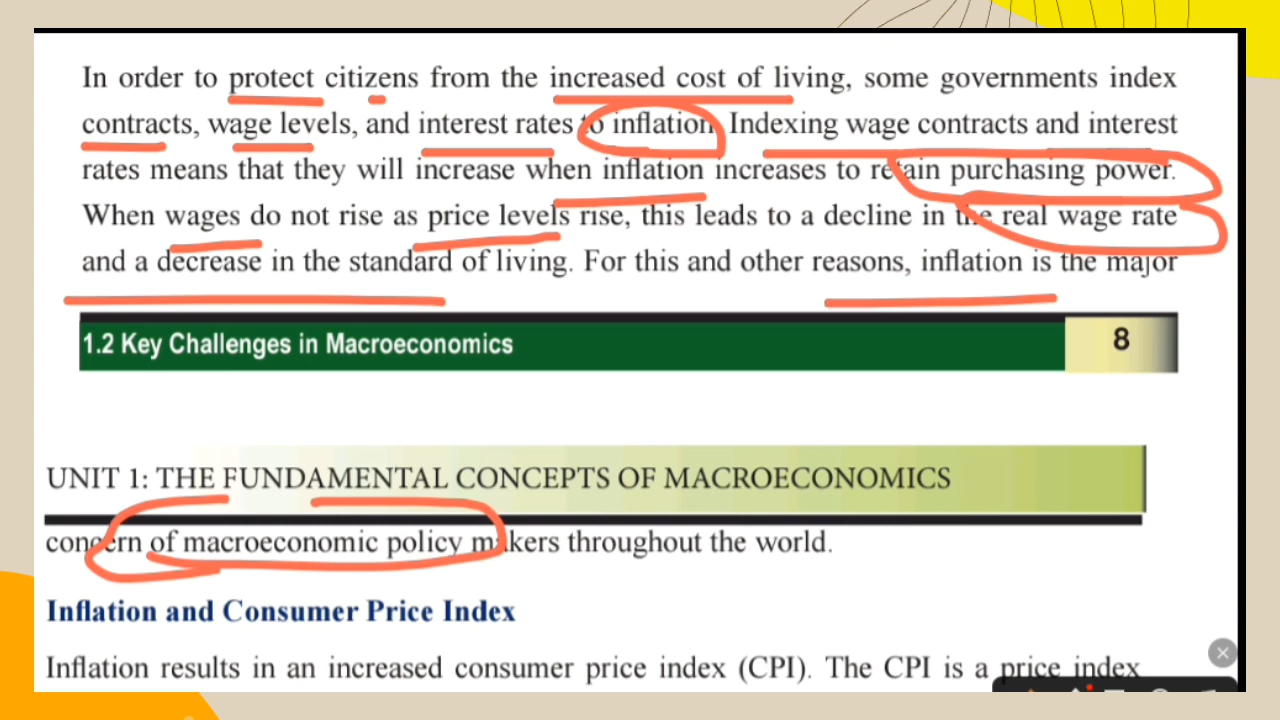 In order to protect citizens from the increased cost of living, some governments index
contracts, wage levels, and interest rates to inflation. Indexing wage contracts and interest
rates means that they will increase when inflation increases to retain purchasing power.
When wages do not rise as price levels rise, this leads to a decline in the real wage rate
and a decrease in the standard of living. For this and other reasons, inflation is the major
1.2 Key Challenges in Macroeconomics 8
UNIT 1: THE FUNDAMENTAL CONCEPTS OF MACROECONOMICS
concern of macroeconomic policy makers throughout the world.
Inflation and Consumer Price Index
Inflation results in an increased consumer price index (CPI). The CPI is a price index